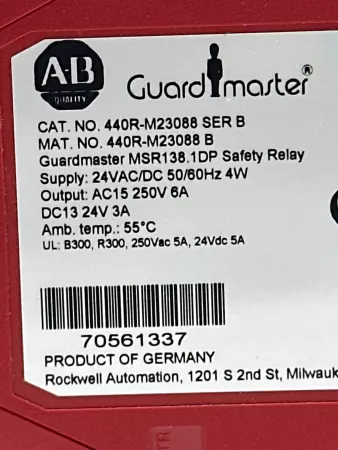 A-B
QUALITY
Guardmaster®
CAT. NO. 440R-M23088 SER B
MAT. NO. 440R-M23088 B
Guardmaster MSR138.1DP Safety Relay
Supply: 24VAC/DC 50/60Hz 4W
Output: AC15 250V 6A
DC13 24V 3A
Amb. temp.: 55°C
UL: B300, R300, 250Vac 5A, 24Vdc 5A
70561337
PRODUCT OF GERMANY
Rockwell Automation, 1201 S 2nd St, Milwauk